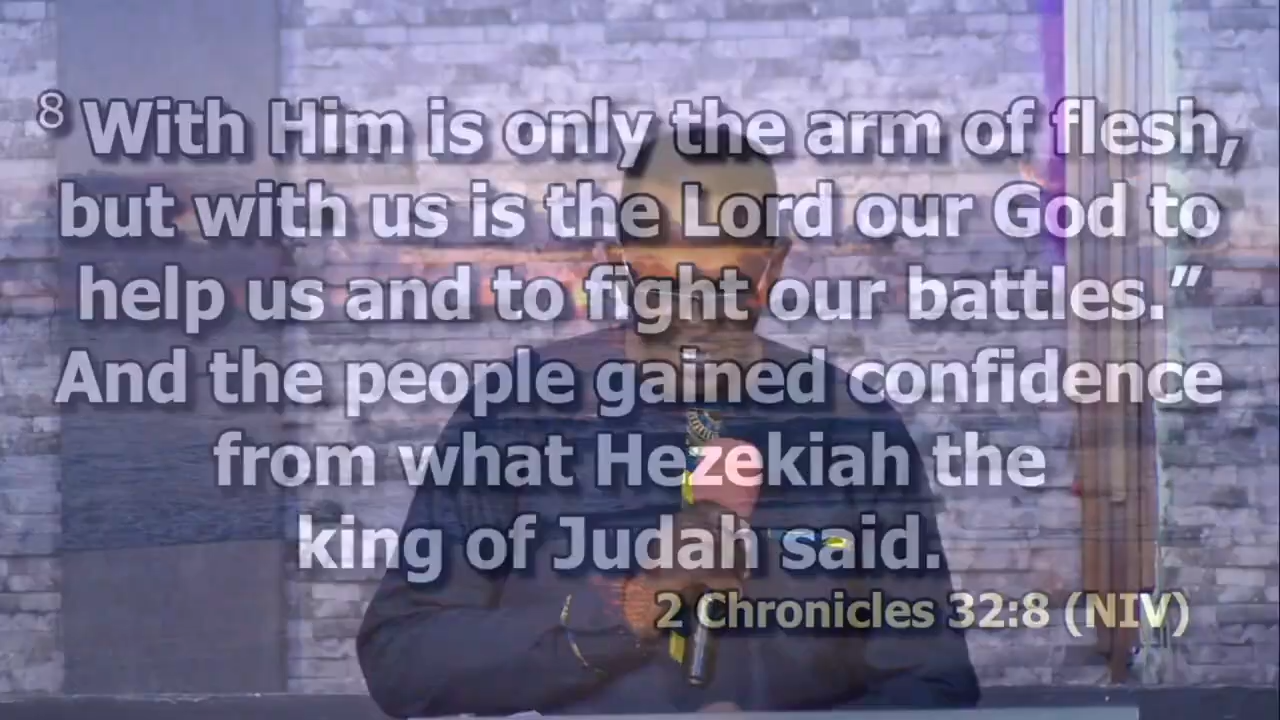 8 With Him is only the arm of flesh,
but with us is the Lord our God to
help us and to fight our battles.”
And the people gained confidence
from what Hezekiah the
king of Judah said.
2 Chronicles 32:8 (NIV)